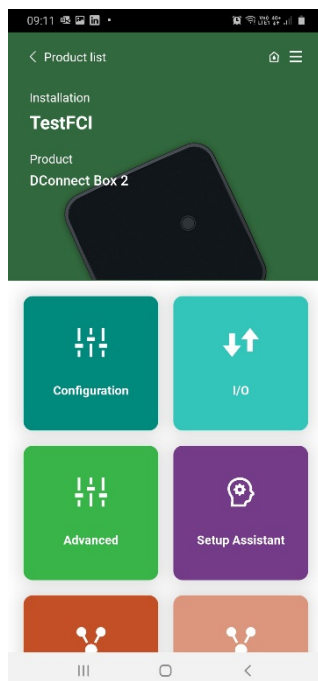 09:11
Product list
Installation
TestFCI
Product
DConnect Box 2
Configuration
I/O
Advanced
Setup Assistant